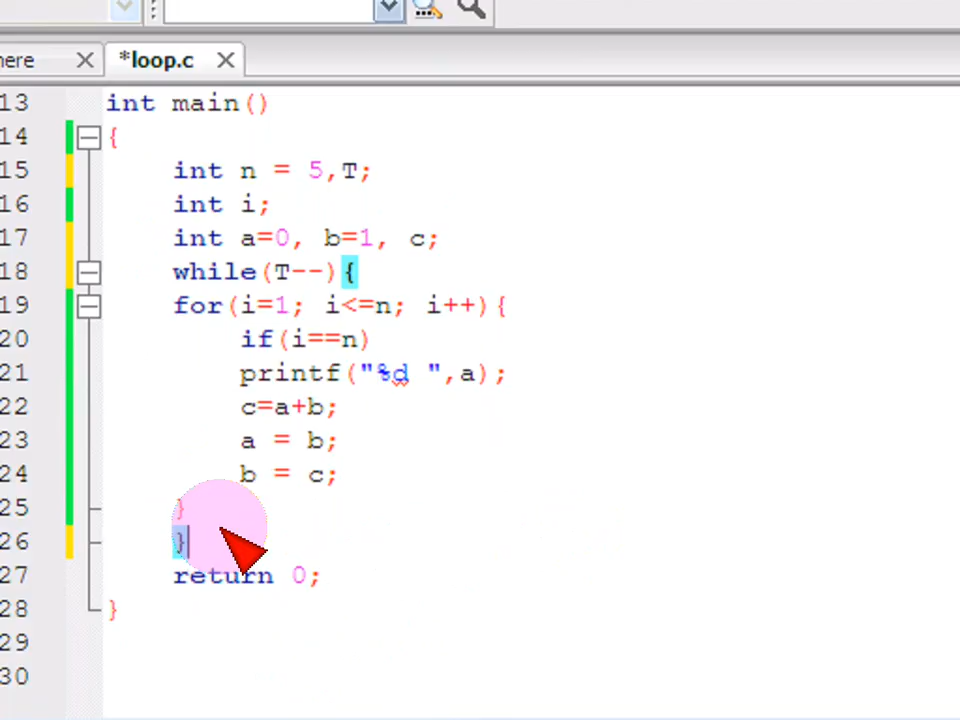 here *loop.c
13 int main()
14 {
15 int n = 5,T;
16 int i;
17 int a=0, b=1, c;
18 while(T--){
19 for(i=1; i<=n; i++){
20 if(i==n)
21 printf("%d ",a);
22 c=a+b;
23 a = b;
24 b = c;
25 }
26 }
27 return 0;
28 }
29
30